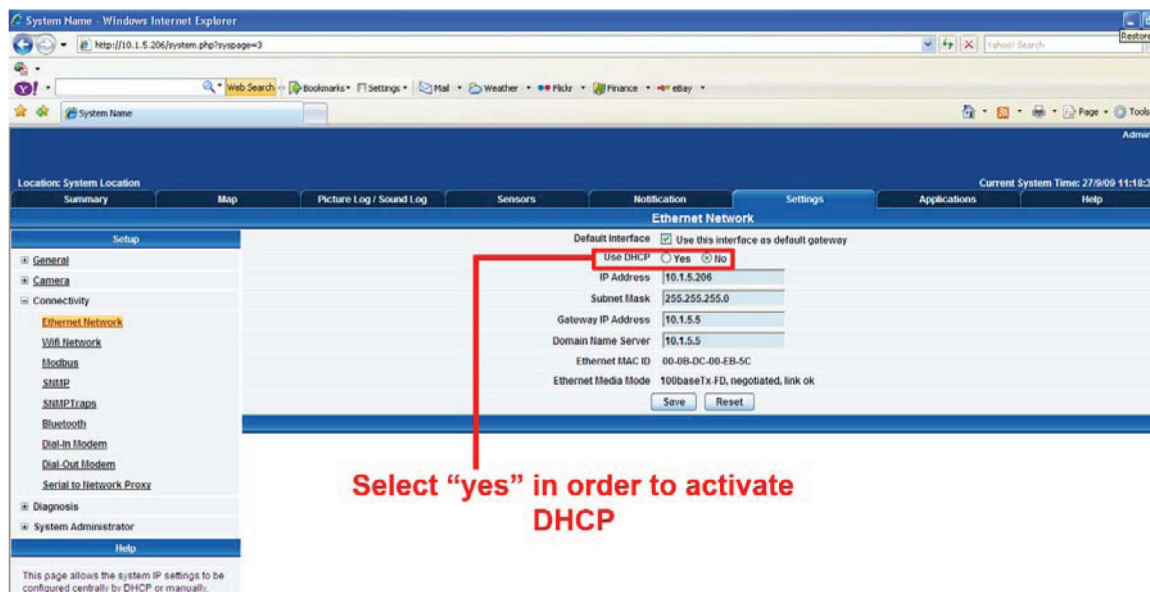 System Name - Windows Internet Explorer
Restore
http://10.1.5.206/system.php?syspage=3
Yahoo! Search
Y! Web Search Bookmarks Settings Mail Weather Flickr Finance eBay
System Name
Page Tools
Admin
Location: System Location
Current System Time: 27/9/09 11:18:3
Summary Map Picture Log / Sound Log Sensors Notification Settings Applications Help
Ethernet Network
Setup
General
Camera
Connectivity
Ethernet Network
Wifi Network
Modbus
SNMP
SNMPTraps
Bluetooth
Dial-In Modem
Dial-Out Modem
Serial to Network Proxy
Diagnosis
System Administrator
Help
This page allows the system IP settings to be
configured centrally by DHCP or manually.
Default Interface Use this interface as default gateway
Use DHCP Yes No
IP Address 10.1.5.206
Subnet Mask 255.255.255.0
Gateway IP Address 10.1.5.5
Domain Name Server 10.1.5.5
Ethernet MAC ID 00-0B-DC-00-EB-5C
Ethernet Media Mode 100baseTx-FD, negotiated, link ok
Save Reset
Select “yes” in order to activate
DHCP